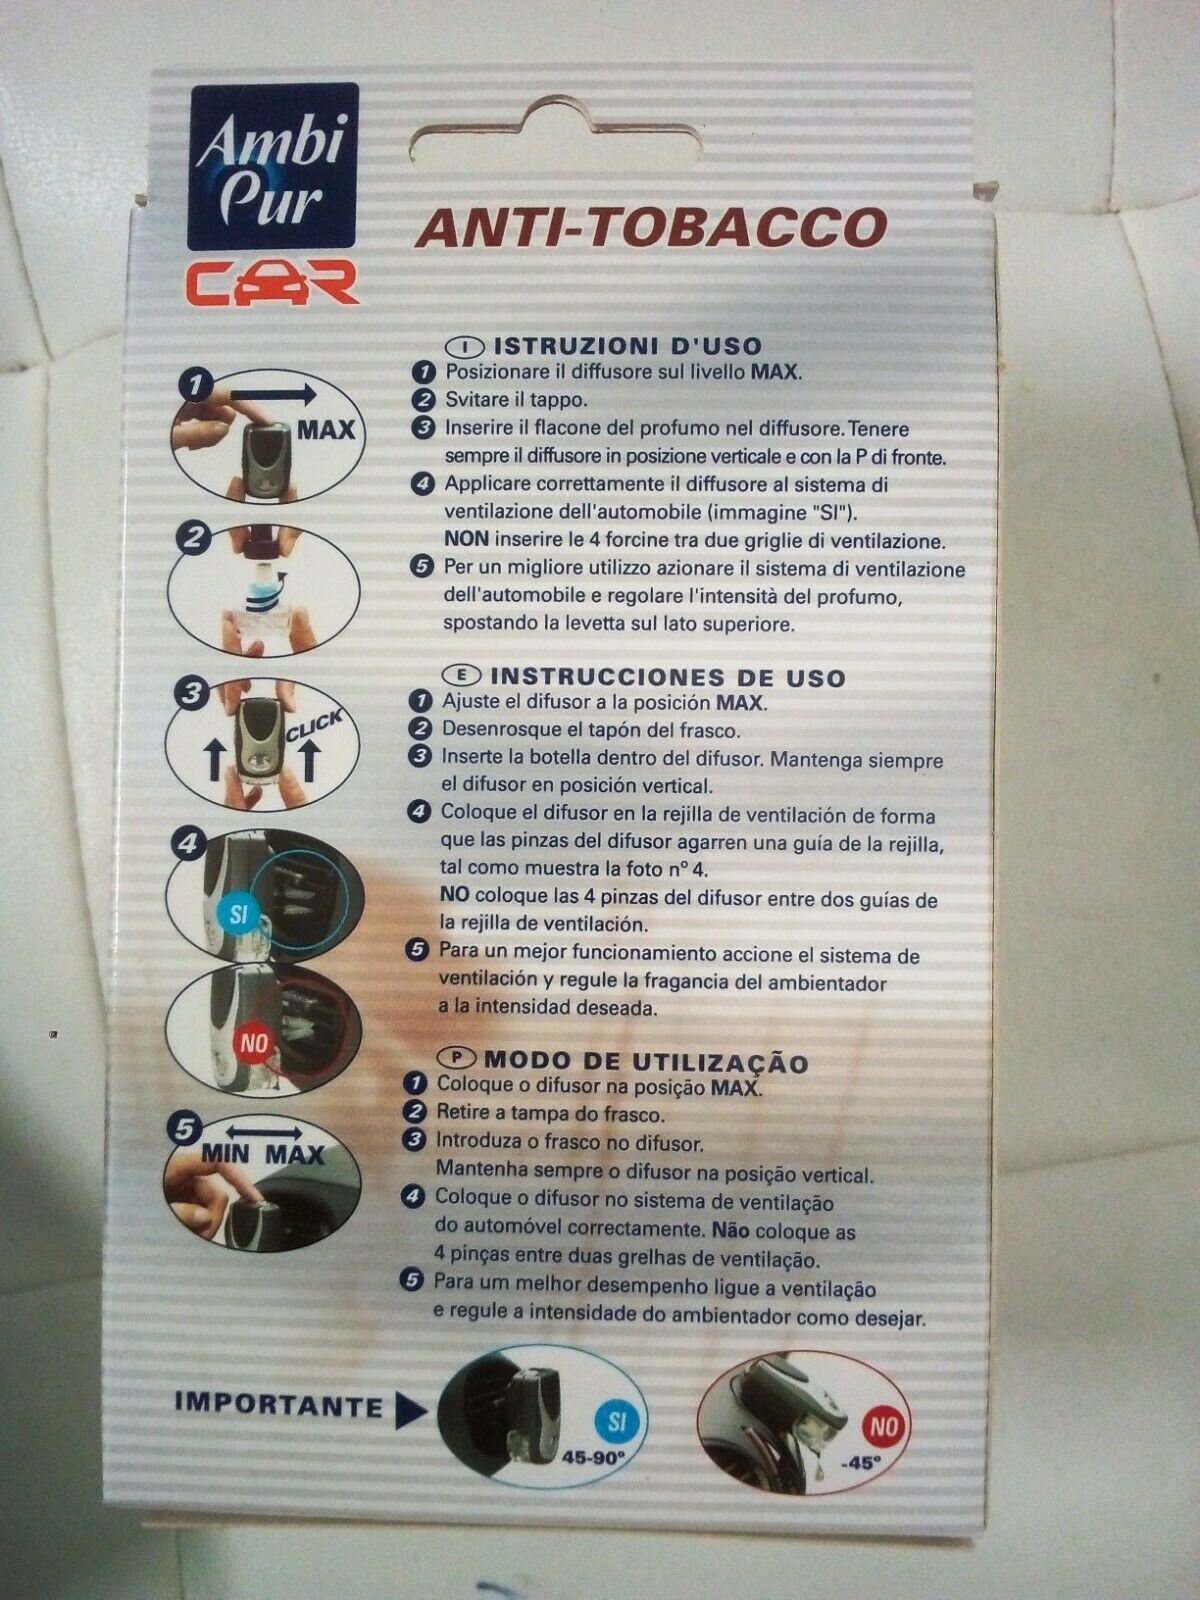 Ambi
Pur
CAR
ANTI-TOBACCO
I ISTRUZIONI D'USO
1 Posizionare il diffusore sul livello MAX.
2 Svitare il tappo.
3 Inserire il flacone del profumo nel diffusore. Tenere
sempre il diffusore in posizione verticale e con la P di fronte.
4 Applicare correttamente il diffusore al sistema di
ventilazione dell'automobile (immagine "SI").
NON inserire le 4 forcine tra due griglie di ventilazione.
5 Per un migliore utilizzo azionare il sistema di ventilazione
dell'automobile e regolare l'intensità del profumo,
spostando la levetta sul lato superiore.
E INSTRUCCIONES DE USO
1 Ajuste el difusor a la posición MAX.
2 Desenrosque el tapón del frasco.
3 Inserte la botella dentro del difusor. Mantenga siempre
el difusor en posición vertical.
4 Coloque el difusor en la rejilla de ventilación de forma
que las pinzas del difusor agarren una guía de la rejilla,
tal como muestra la foto nº 4.
NO coloque las 4 pinzas del difusor entre dos guías de
la rejilla de ventilación.
5 Para un mejor funcionamiento accione el sistema de
ventilación y regule la fragancia del ambientador
a la intensidad deseada.
P MODO DE UTILIZAÇÃO
1 Coloque o difusor na posição MAX.
2 Retire a tampa do frasco.
3 Introduza o frasco no difusor.
Mantenha sempre o difusor na posição vertical.
4 Coloque o difusor no sistema de ventilação
do automóvel correctamente. Não coloque as
4 pinças entre duas grelhas de ventilação.
5 Para um melhor desempenho ligue a ventilação
e regule a intensidade do ambientador como desejar.
1
MAX
2
3
CLICK
4
SI
NO
5
MIN MAX
IMPORTANTE
SI
45-90°
NO
-45°